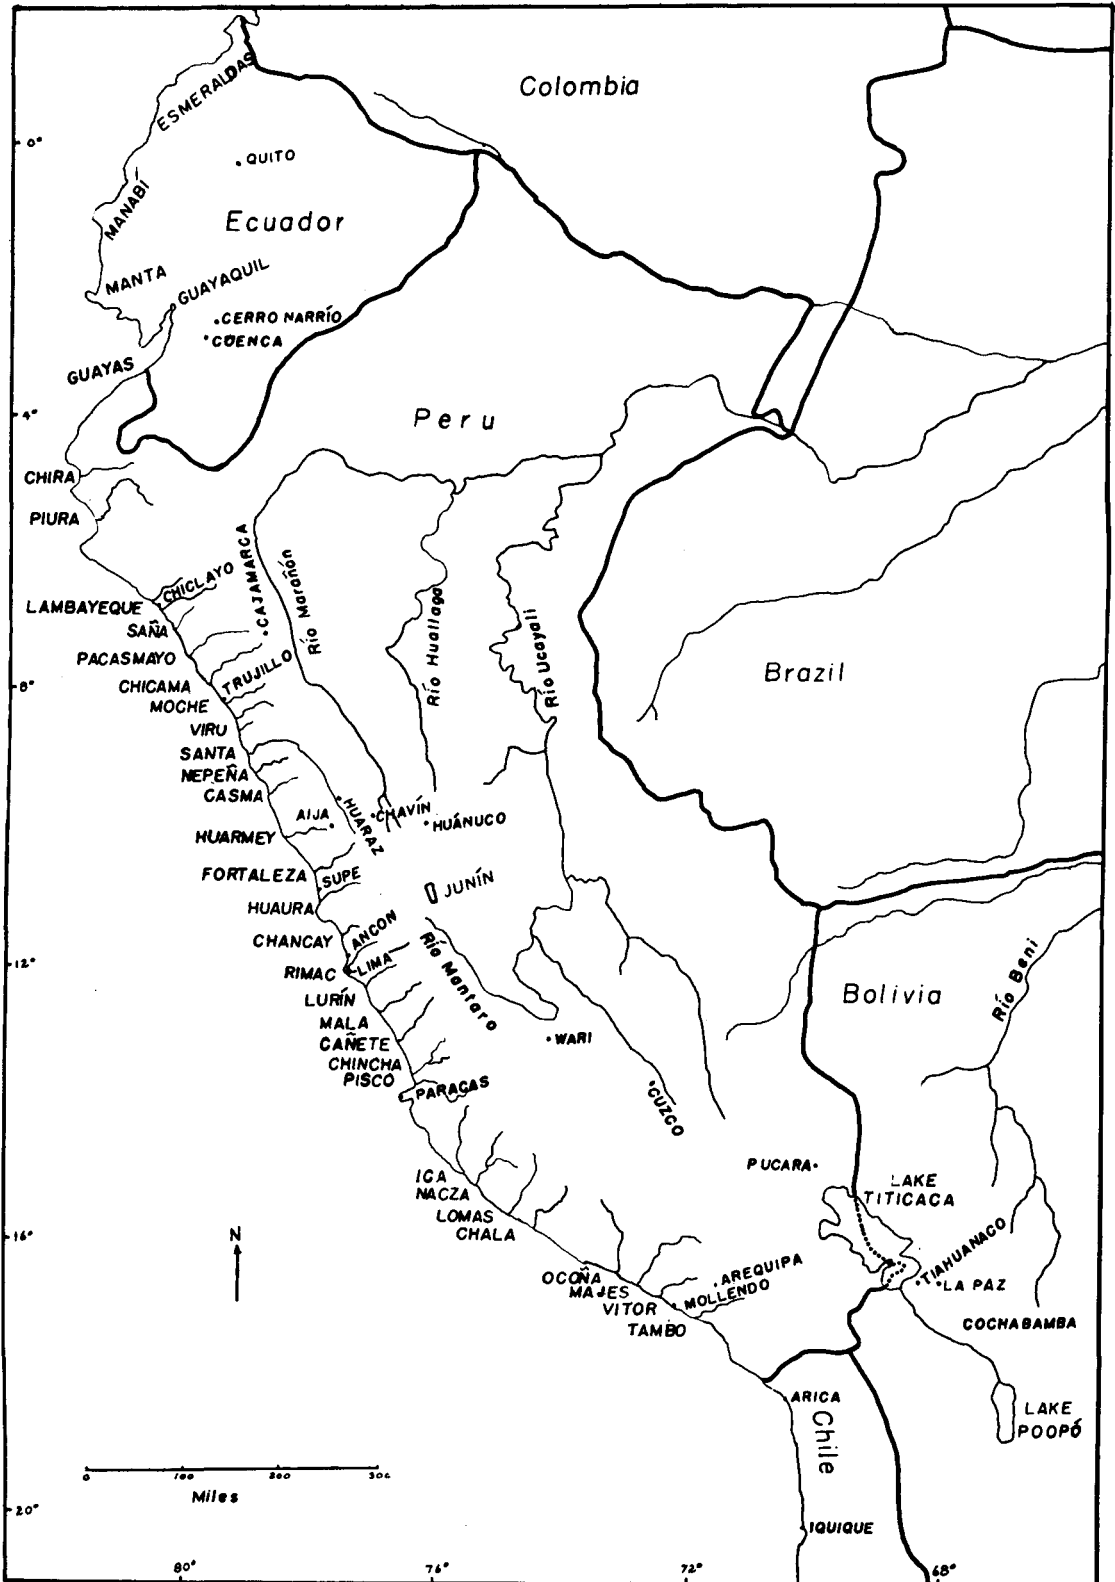 Colombia
ESMERALDAS
0°
QUITO
MANABÍ
Ecuador
MANTA
GUAYAQUIL
CERRO NARRÍO
CUENCA
GUAYAS
4°
Peru
CHIRA
PIURA
CHICLAYO
CAJAMARCA
Río Marañón
Río Huallaga
Río Ucayali
LAMBAYEQUE
SAÑA
PACASMAYO
TRUJILLO
Brazil
8°
CHICAMA
MOCHE
VIRU
SANTA
NEPEÑA
CASMA
AIJA
HUARAZ
CHAVÍN
HUÁNUCO
HUARMEY
FORTALEZA
SUPE
JUNÍN
HUAURA
ANCON
CHANCAY
Río Mantaro
12°
RIMAC
LIMA
Bolivia
Río Beni
LURÍN
MALA
WARI
CAÑETE
CHINCHA
PISCO
PARACAS
CUZCO
PUCARA
ICA
NACZA
LAKE
TITICACA
LOMAS
CHALA
16°
N
TIAHUANACO
OCOÑA
AREQUIPA
LA PAZ
MAJES
MOLLENDO
VITOR
TAMBO
COCHABAMBA
ARICA
Chile
LAKE
POOPÓ
0 100 200 300
Miles
20°
IQUIQUE
80° 76° 72° 68°